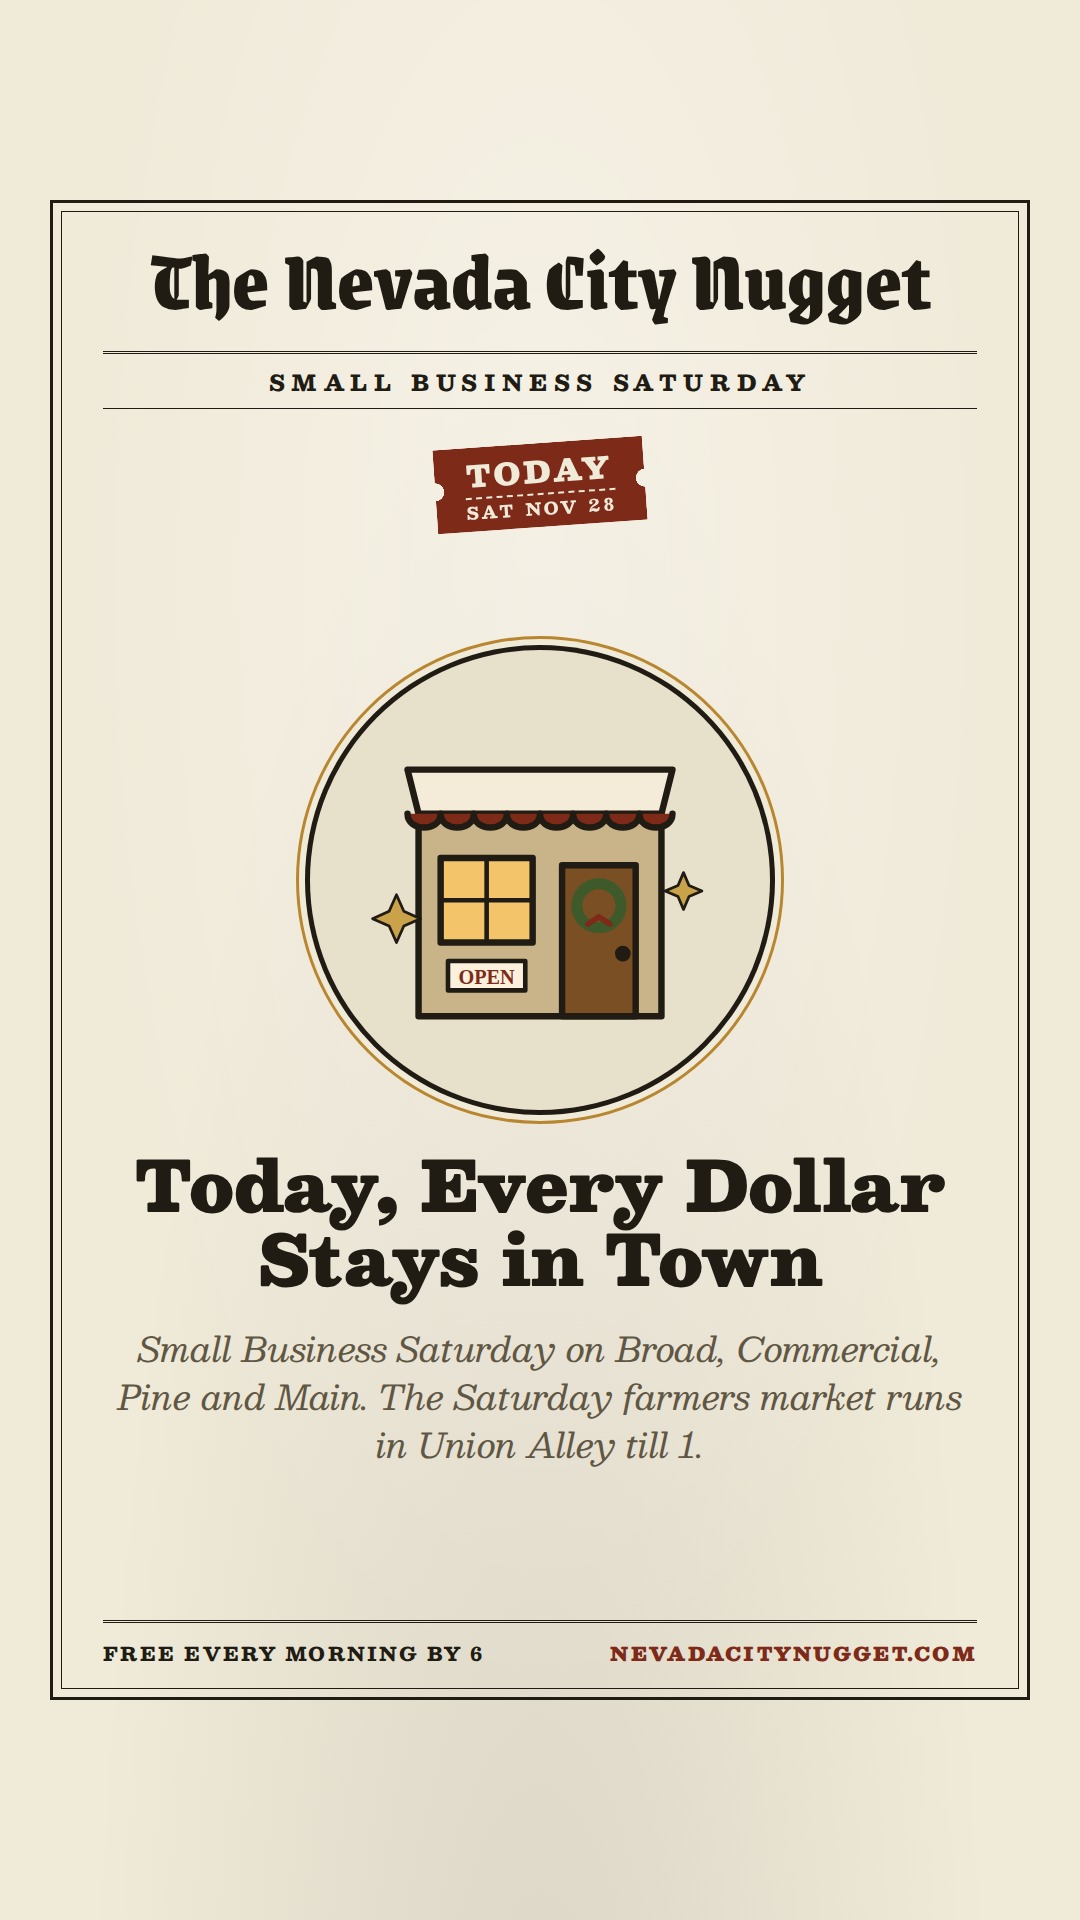 The Nevada City Nugget
SMALL BUSINESS SATURDAY
TODAY
SAT NOV 28
OPEN
Today, Every Dollar
Stays in Town
Small Business Saturday on Broad, Commercial,
Pine and Main. The Saturday farmers market runs
in Union Alley till 1.
FREE EVERY MORNING BY 6
NEVADACITYNUGGET.COM